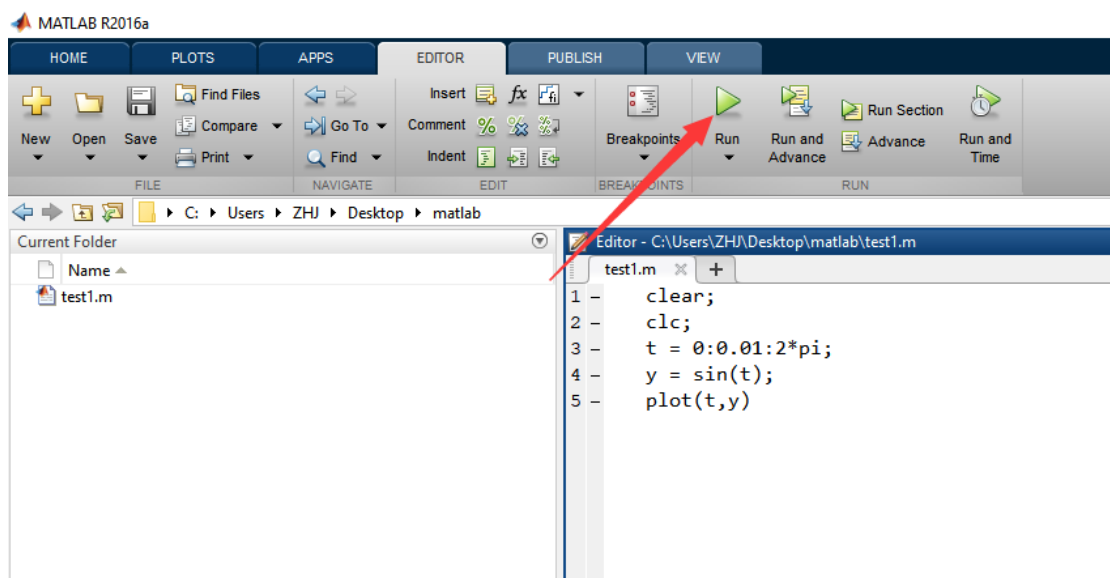 MATLAB R2016a
HOME PLOTS APPS EDITOR PUBLISH VIEW
Find Files Insert fx fi Run Section
New Open Save Compare Go To Comment Breakpoints Run Run and Advance Advance Run and Time
Print Find Indent
FILE NAVIGATE EDIT BREAKPOINTS RUN
C: Users ZHJ Desktop matlab
Current Folder
Editor - C:\Users\ZHJ\Desktop\matlab\test1.m
Name
test1.m
test1.m
1 – clear;
2 – clc;
3 – t = 0:0.01:2*pi;
4 – y = sin(t);
5 – plot(t,y)